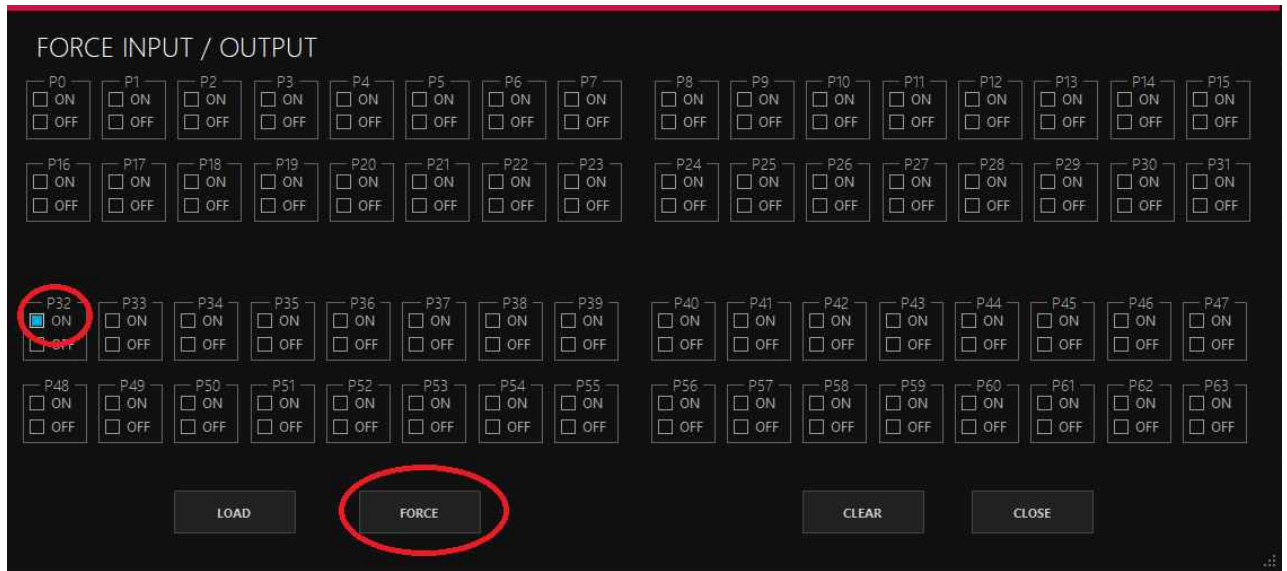 FORCE INPUT / OUTPUT
P0 P1 P2 P3 P4 P5 P6 P7 P8 P9 P10 P11 P12 P13 P14 P15
ON ON ON ON ON ON ON ON ON ON ON ON ON ON ON ON
OFF OFF OFF OFF OFF OFF OFF OFF OFF OFF OFF OFF OFF OFF OFF OFF
P16 P17 P18 P19 P20 P21 P22 P23 P24 P25 P26 P27 P28 P29 P30 P31
ON ON ON ON ON ON ON ON ON ON ON ON ON ON ON ON
OFF OFF OFF OFF OFF OFF OFF OFF OFF OFF OFF OFF OFF OFF OFF OFF
P32 P33 P34 P35 P36 P37 P38 P39 P40 P41 P42 P43 P44 P45 P46 P47
ON ON ON ON ON ON ON ON ON ON ON ON ON ON ON ON
OFF OFF OFF OFF OFF OFF OFF OFF OFF OFF OFF OFF OFF OFF OFF OFF
P48 P49 P50 P51 P52 P53 P54 P55 P56 P57 P58 P59 P60 P61 P62 P63
ON ON ON ON ON ON ON ON ON ON ON ON ON ON ON ON
OFF OFF OFF OFF OFF OFF OFF OFF OFF OFF OFF OFF OFF OFF OFF OFF
LOAD FORCE CLEAR CLOSE